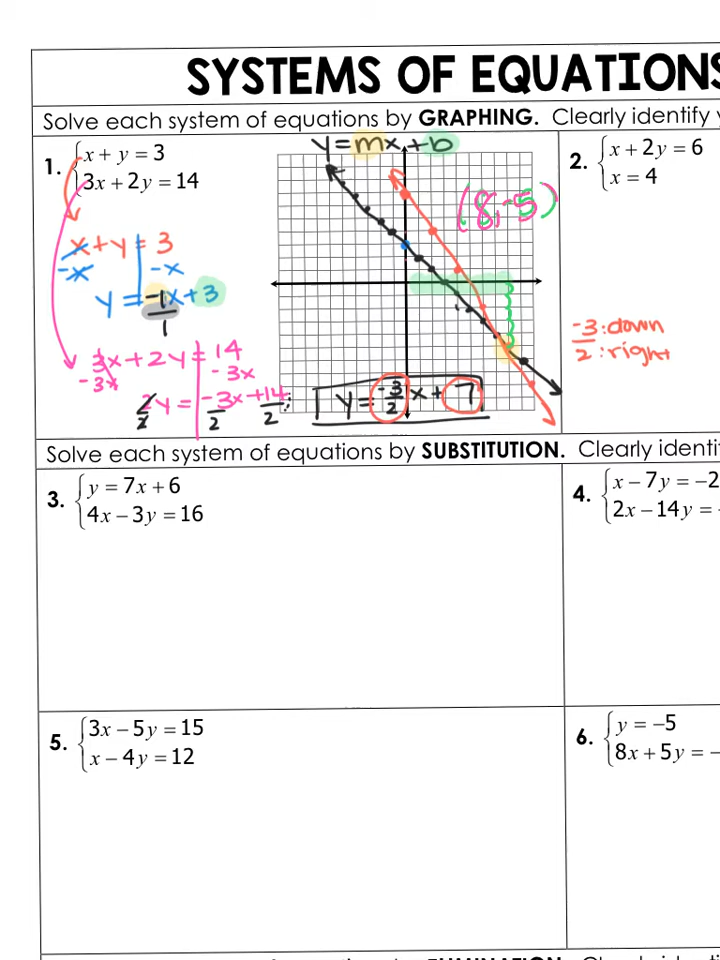 SYSTEMS OF EQUATIONS
Solve each system of equations by GRAPHING. Clearly identify
1. x + y = 3
3x + 2y = 14
y = mx + b
2. x + 2y = 6
x = 4
(8, -5)
x + y = 3
-x -x
y = -1x + 3
1
3x + 2y = 14
-3x -3x
2y = -3x + 14
2 2 2
y = -3/2 x + 7
-3 : down
2 : right
Solve each system of equations by SUBSTITUTION. Clearly
3. y = 7x + 6
4x − 3y = 16
4. x − 7y = −2
2x − 14y = −
5. 3x − 5y = 15
x − 4y = 12
6. y = −5
8x + 5y = −